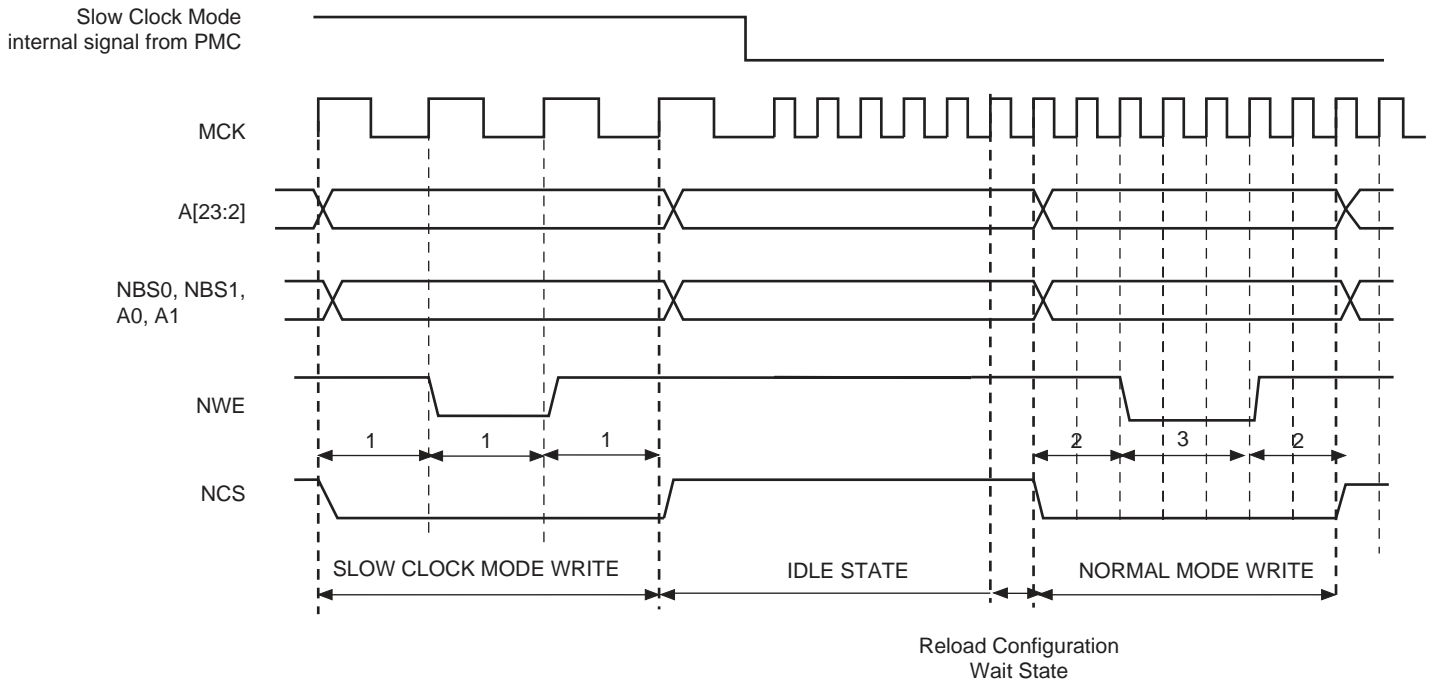 Slow Clock Mode
internal signal from PMC
MCK
A[23:2]
NBS0, NBS1,
A0, A1
NWE
1 1 1 2 3 2
NCS
SLOW CLOCK MODE WRITE IDLE STATE NORMAL MODE WRITE
Reload Configuration
Wait State